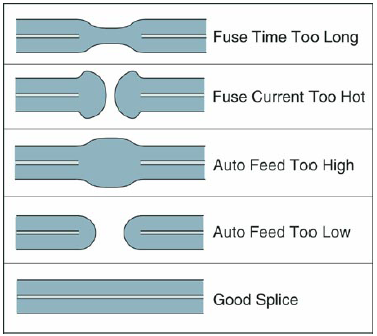 Fuse Time Too Long
Fuse Current Too Hot
Auto Feed Too High
Auto Feed Too Low
Good Splice